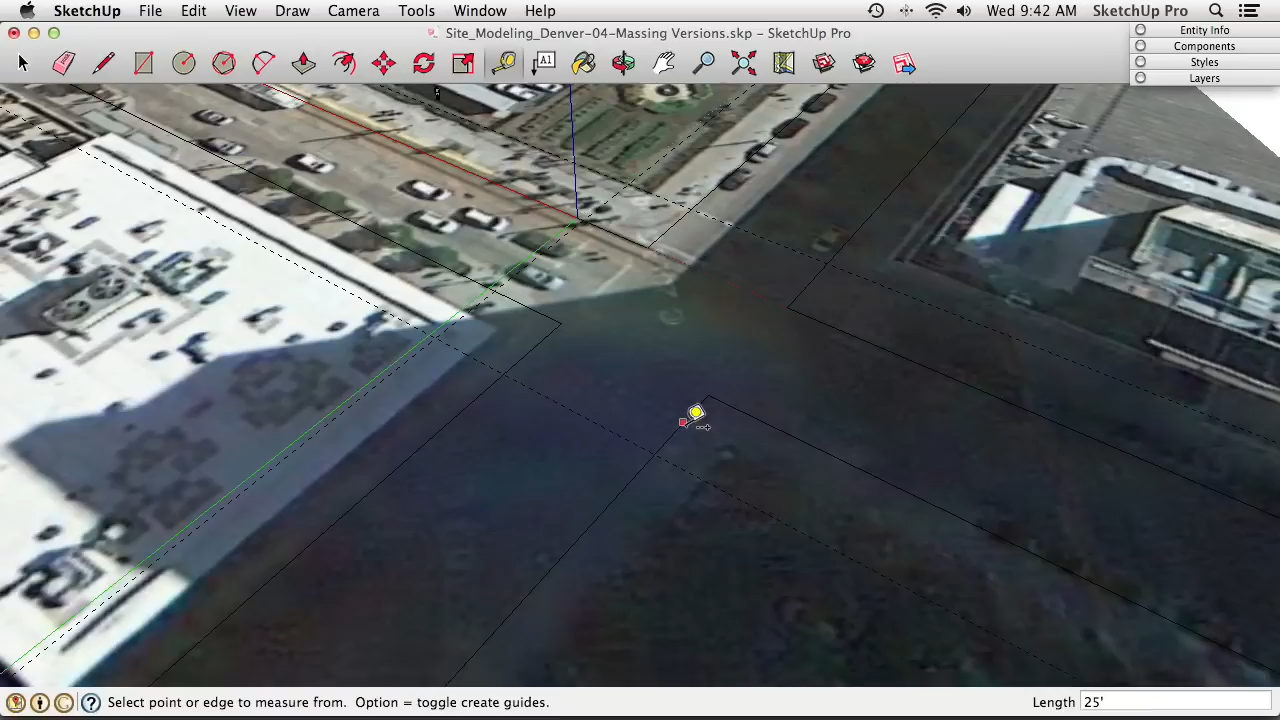 SketchUp File Edit View Draw Camera Tools Window Help Wed 9:42 AM SketchUp Pro
Site_Modeling_Denver-04-Massing Versions.skp – SketchUp Pro
Entity Info
Components
Styles
Layers
A1
Select point or edge to measure from. Option = toggle create guides. Length 25'